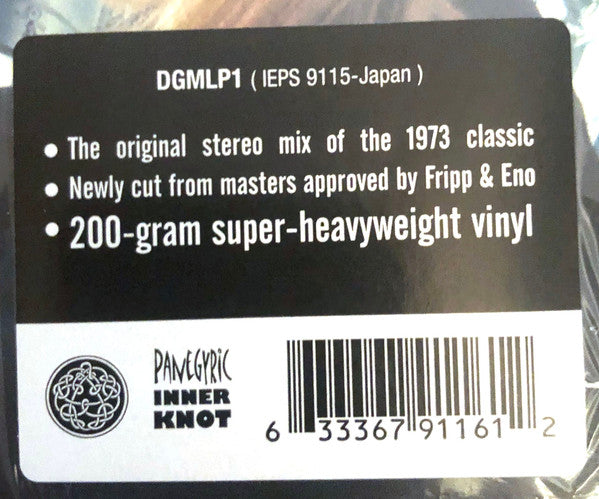 DGMLP1 ( IEPS 9115-Japan )
• The original stereo mix of the 1973 classic
• Newly cut from masters approved by Fripp & Eno
• 200-gram super-heavyweight vinyl
PANEGYRIC
INNER
KNOT
6 33367 91161 2